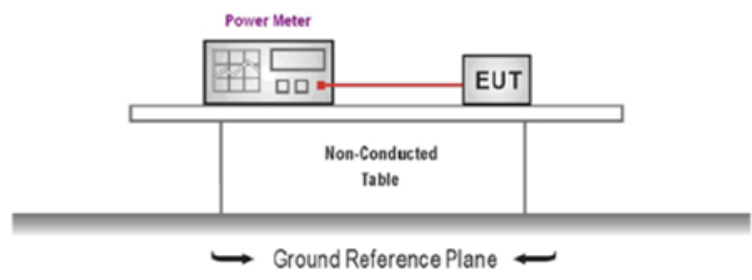 Power Meter
EUT
Non-Conducted
Table
Ground Reference Plane